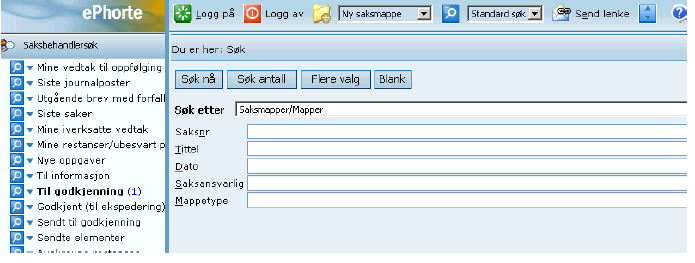 ePhorte
Logg på
Logg av
Ny saksmappe
Standard søk
Send lenke
Saksbehandlersøk
Mine vedtak til oppfølging
Siste journalposter
Utgående brev med forfall
Siste saker
Mine iverksatte vedtak
Mine restanser/ubesvart p
Nye oppgaver
Til informasjon
Til godkjenning (1)
Godkjent (til ekspedering)
Sendt til godkjenning
Sendte elementer
Du er her: Søk
Søk nå
Søk antall
Flere valg
Blank
Søk etter
Saksmapper/Mapper
Saksnr
Tittel
Dato
Saksansvarlig
Mappetype